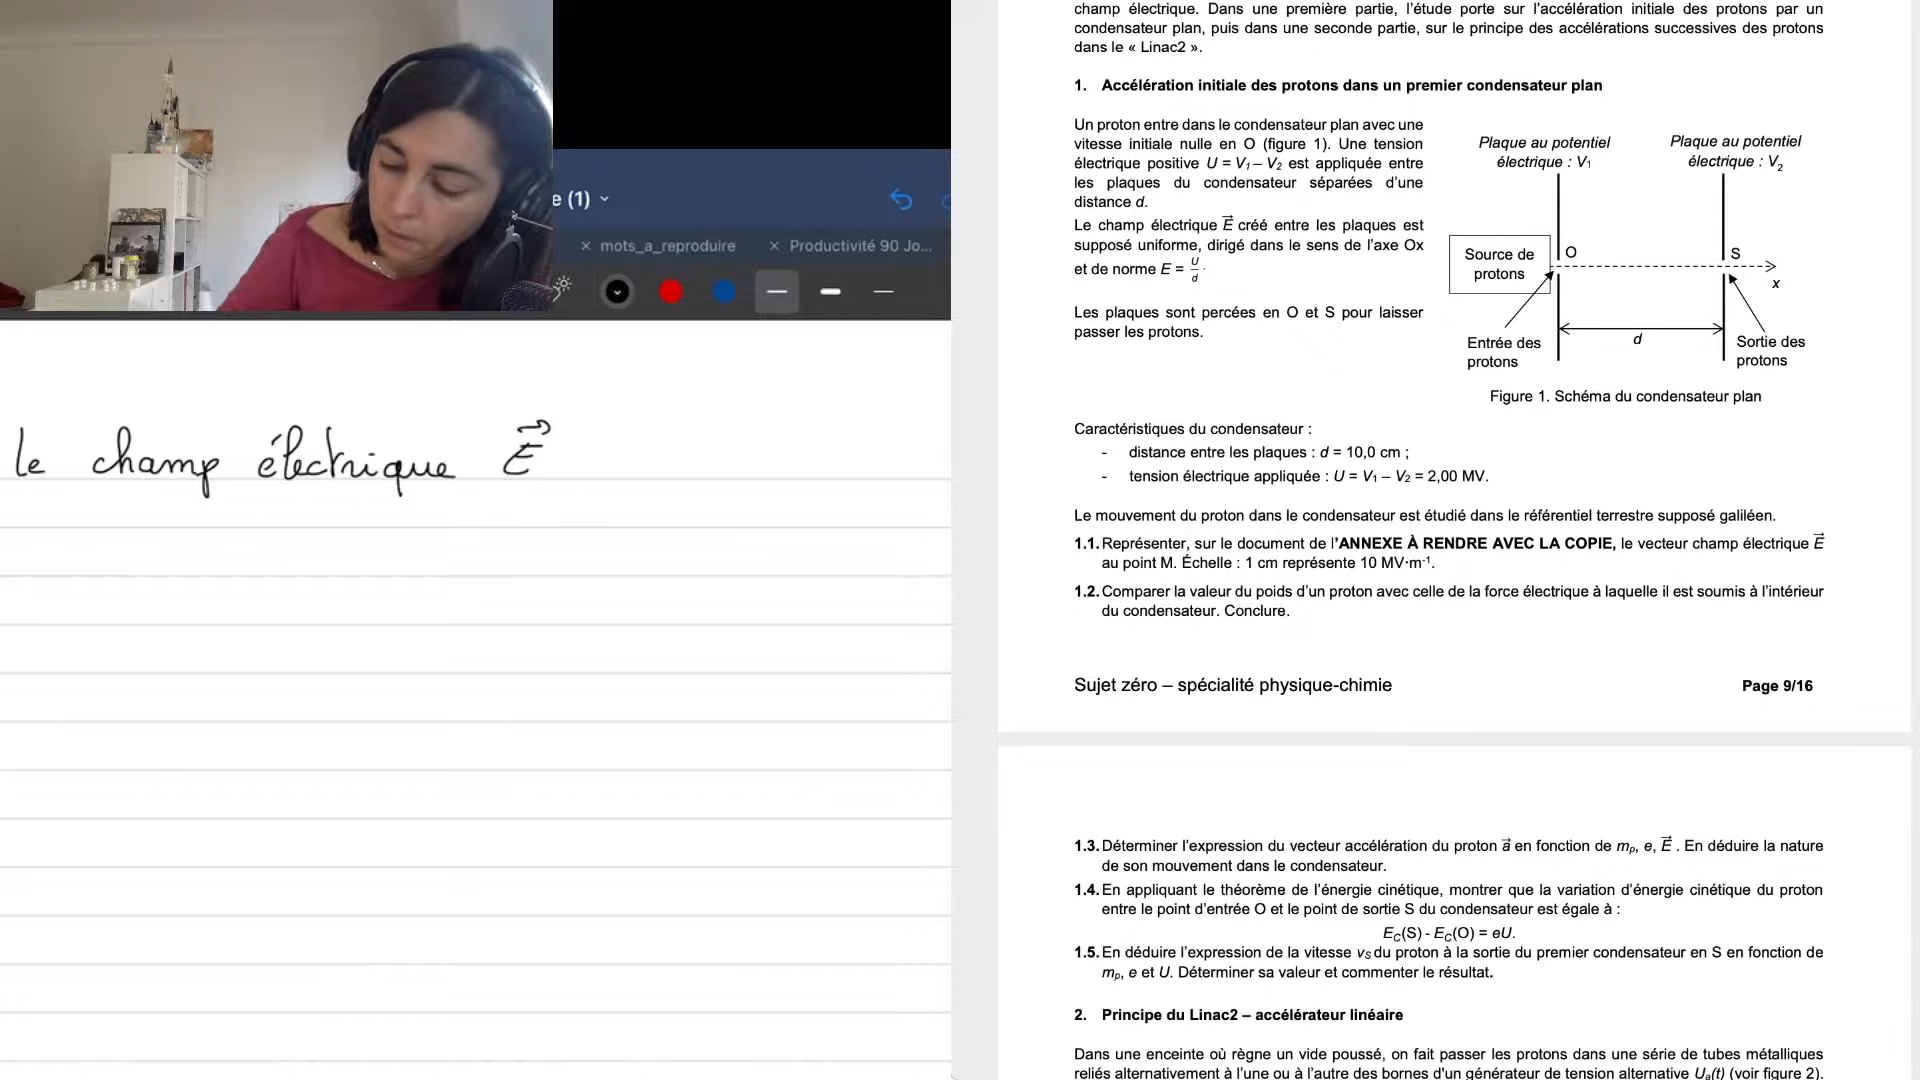 e (1)
mots_a_reproduire
Productivité 90 Jo...
le champ électrique E⃗
champ électrique. Dans une première partie, l'étude porte sur l'accélération initiale des protons par un
condensateur plan, puis dans une seconde partie, sur le principe des accélérations successives des protons
dans le « Linac2 ».
1. Accélération initiale des protons dans un premier condensateur plan
Un proton entre dans le condensateur plan avec une
vitesse initiale nulle en O (figure 1). Une tension
électrique positive U = V₁ – V₂ est appliquée entre
les plaques du condensateur séparées d'une
distance d.
Le champ électrique E⃗ créé entre les plaques est
supposé uniforme, dirigé dans le sens de l'axe Ox
et de norme E = U/d.
Les plaques sont percées en O et S pour laisser
passer les protons.
Plaque au potentiel
électrique : V₁
Plaque au potentiel
électrique : V₂
Source de
protons
O
S
x
d
Entrée des
protons
Sortie des
protons
Figure 1. Schéma du condensateur plan
Caractéristiques du condensateur :
- distance entre les plaques : d = 10,0 cm ;
- tension électrique appliquée : U = V₁ – V₂ = 2,00 MV.
Le mouvement du proton dans le condensateur est étudié dans le référentiel terrestre supposé galiléen.
1.1. Représenter, sur le document de l'ANNEXE À RENDRE AVEC LA COPIE, le vecteur champ électrique E⃗
au point M. Échelle : 1 cm représente 10 MV·m⁻¹.
1.2. Comparer la valeur du poids d'un proton avec celle de la force électrique à laquelle il est soumis à l'intérieur
du condensateur. Conclure.
Sujet zéro – spécialité physique-chimie
Page 9/16
1.3. Déterminer l'expression du vecteur accélération du proton a⃗ en fonction de mₚ, e, E⃗ . En déduire la nature
de son mouvement dans le condensateur.
1.4. En appliquant le théorème de l'énergie cinétique, montrer que la variation d'énergie cinétique du proton
entre le point d'entrée O et le point de sortie S du condensateur est égale à :
E_C(S) - E_C(O) = eU.
1.5. En déduire l'expression de la vitesse v_S du proton à la sortie du premier condensateur en S en fonction de
mₚ, e et U. Déterminer sa valeur et commenter le résultat.
2. Principe du Linac2 – accélérateur linéaire
Dans une enceinte où règne un vide poussé, on fait passer les protons dans une série de tubes métalliques
reliés alternativement à l'une ou à l'autre des bornes d'un générateur de tension alternative Uₐ(t) (voir figure 2).